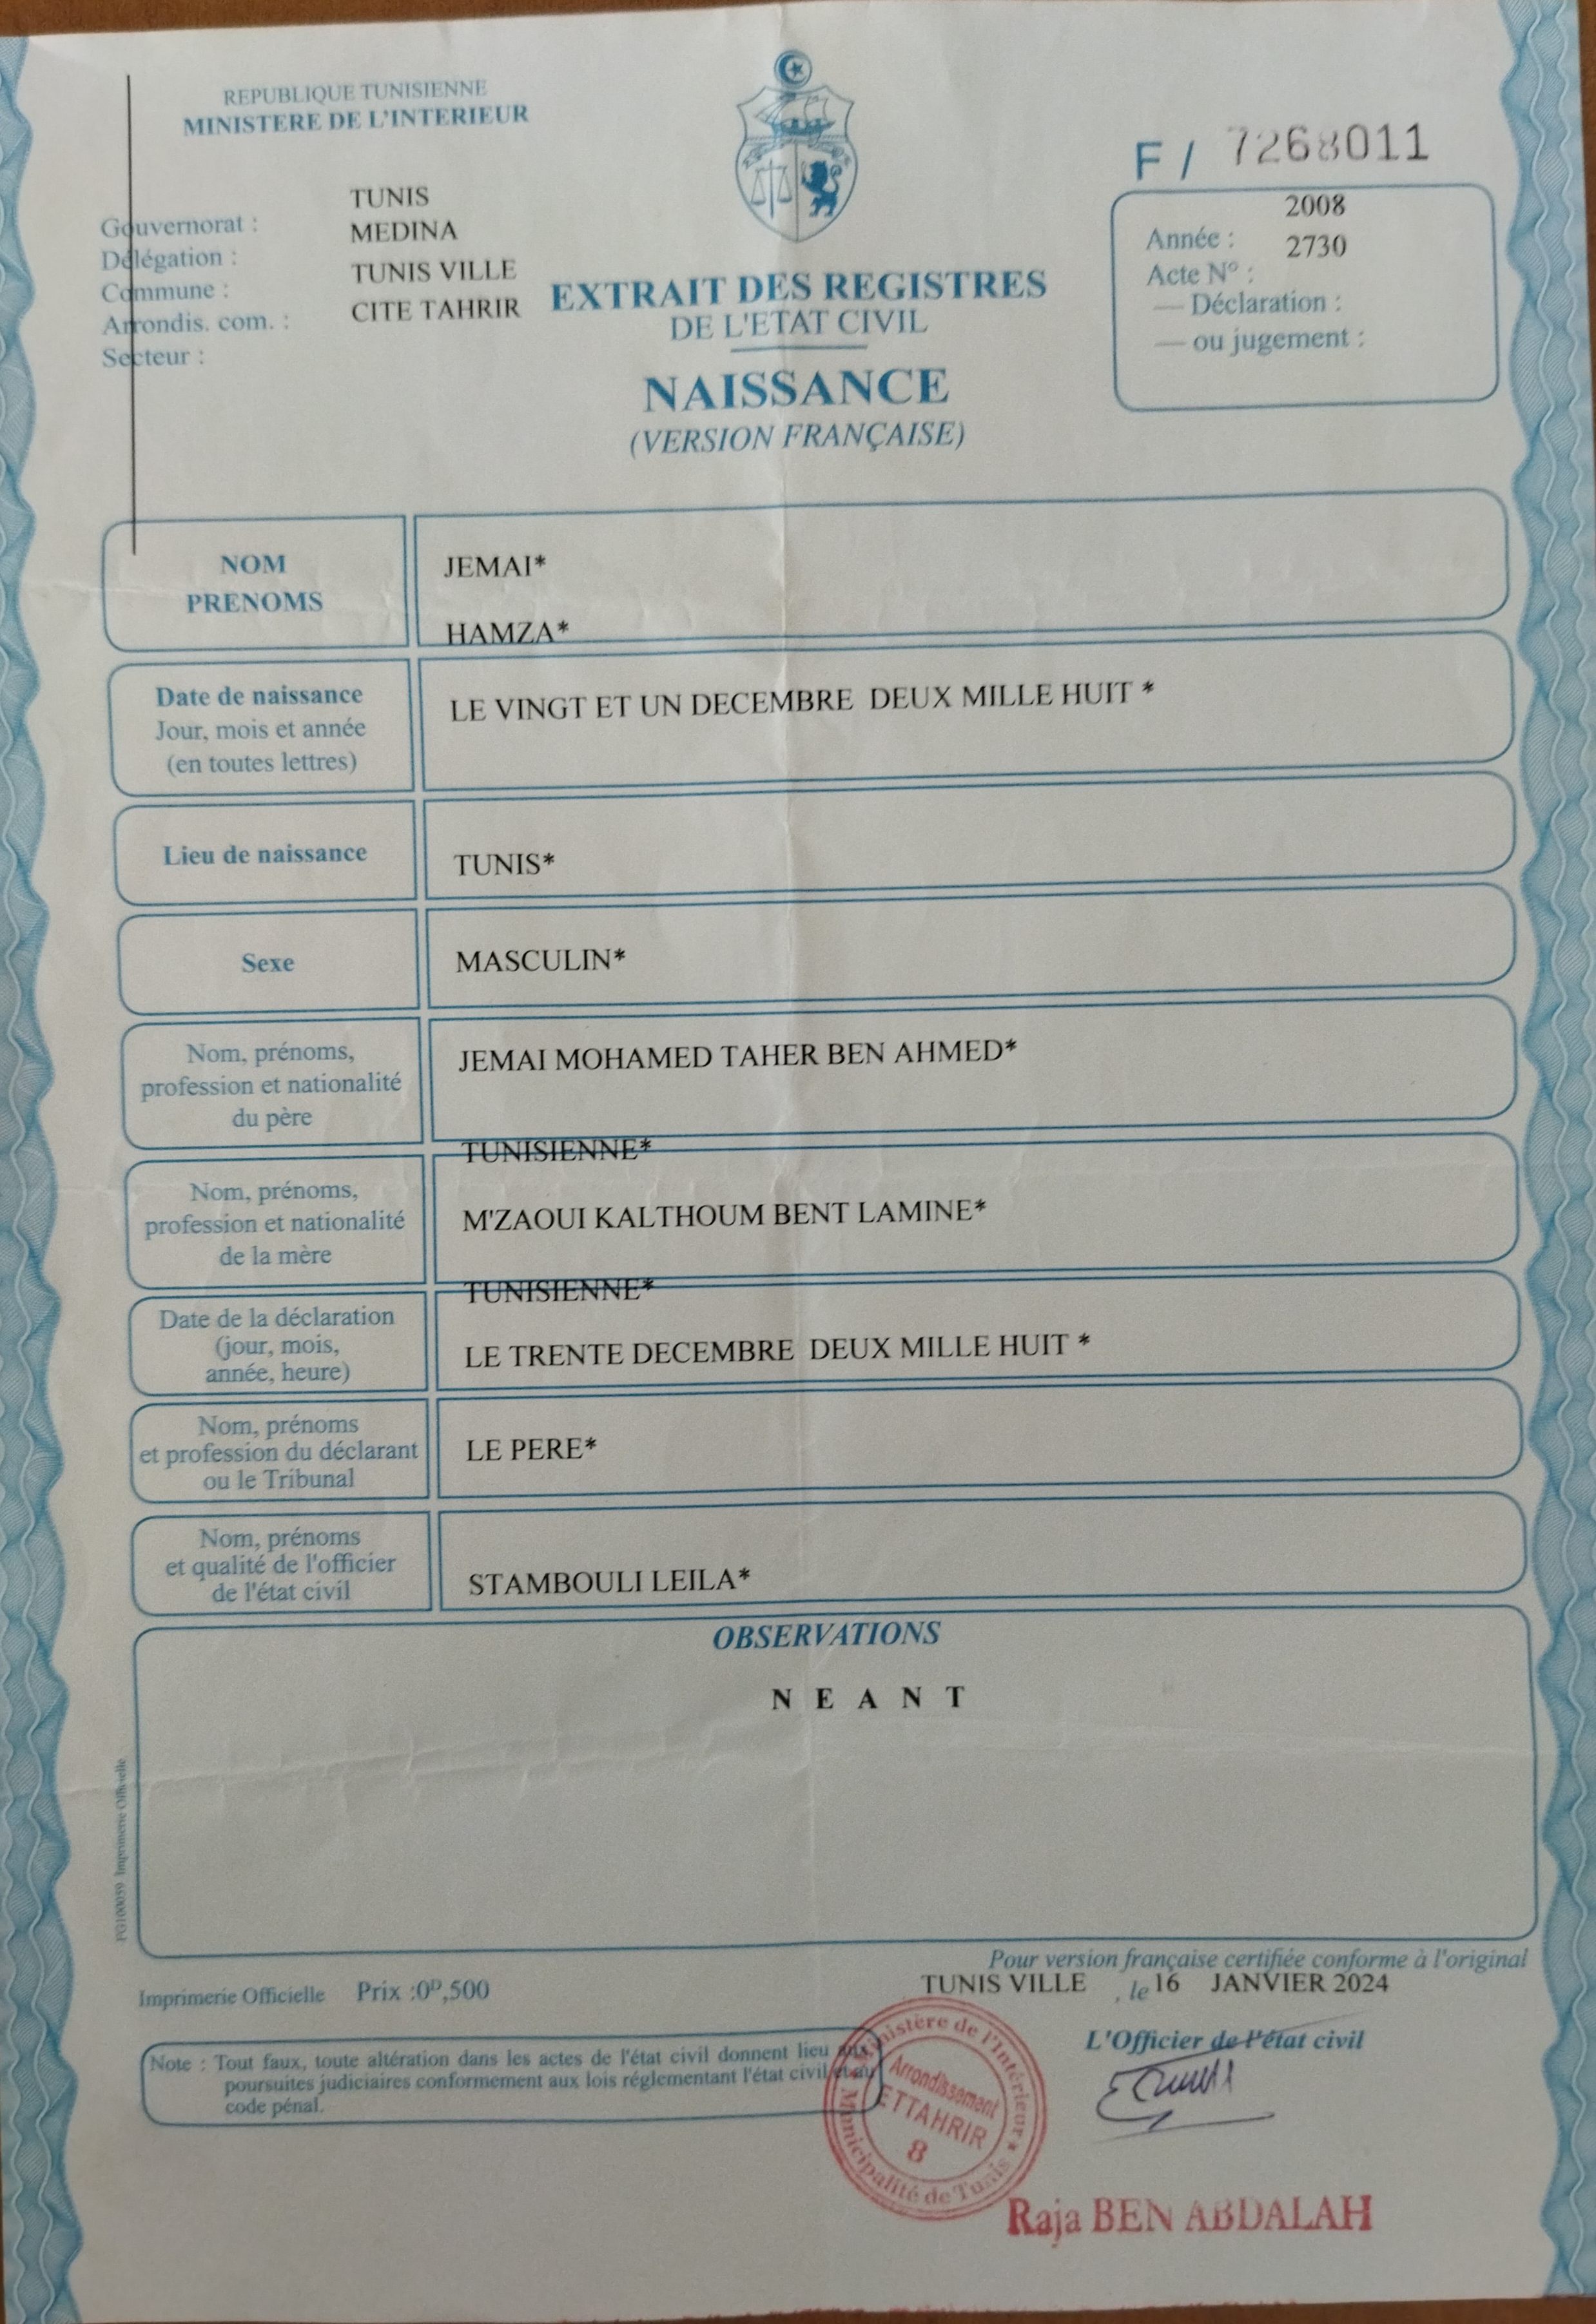 REPUBLIQUE TUNISIENNE
MINISTERE DE L'INTERIEUR
F / 7268011
TUNIS
Gouvernorat :
MEDINA
Délégation :
TUNIS VILLE
Commune :
CITE TAHRIR
Arrondis. com. :
Secteur :
EXTRAIT DES REGISTRES
DE L'ETAT CIVIL
NAISSANCE
(VERSION FRANÇAISE)
2008
Année :
2730
Acte N° :
— Déclaration :
— ou jugement :
NOM
PRENOMS
JEMAI*
HAMZA*
Date de naissance
Jour, mois et année
(en toutes lettres)
LE VINGT ET UN DECEMBRE DEUX MILLE HUIT *
Lieu de naissance
TUNIS*
Sexe
MASCULIN*
Nom, prénoms,
profession et nationalité
du père
JEMAI MOHAMED TAHER BEN AHMED*
TUNISIENNE*
Nom, prénoms,
profession et nationalité
de la mère
M'ZAOUI KALTHOUM BENT LAMINE*
TUNISIENNE*
Date de la déclaration
(jour, mois,
année, heure)
LE TRENTE DECEMBRE DEUX MILLE HUIT *
Nom, prénoms
et profession du déclarant
ou le Tribunal
LE PERE*
Nom, prénoms
et qualité de l'officier
de l'état civil
STAMBOULI LEILA*
OBSERVATIONS
N E A N T
FG100059 Imprimerie Officielle
Pour version française certifiée conforme à l'original
TUNIS VILLE , le 16 JANVIER 2024
Imprimerie Officielle Prix :0ᴰ,500
L'Officier de l'état civil
Note : Tout faux, toute altération dans les actes de l'état civil donnent lieu aux
poursuites judiciaires conformement aux lois réglementant l'état civil et au
code pénal.
Ministère de l'Intérieur
Arrondissement
ETTAHRIR
8
Municipalité de Tunis
Raja BEN ABDALAH